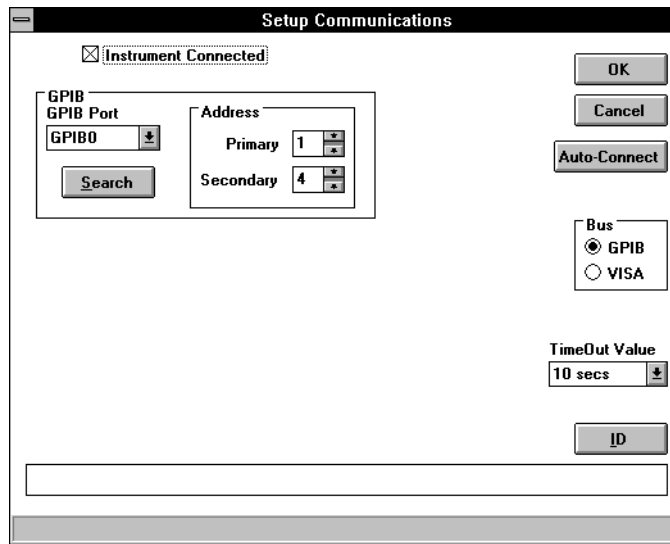 Setup Communications
Instrument Connected
OK
GPIB
GPIB Port
Address
Cancel
GPIB0
Primary 1
Auto-Connect
Search
Secondary 4
Bus
GPIB
VISA
TimeOut Value
10 secs
ID